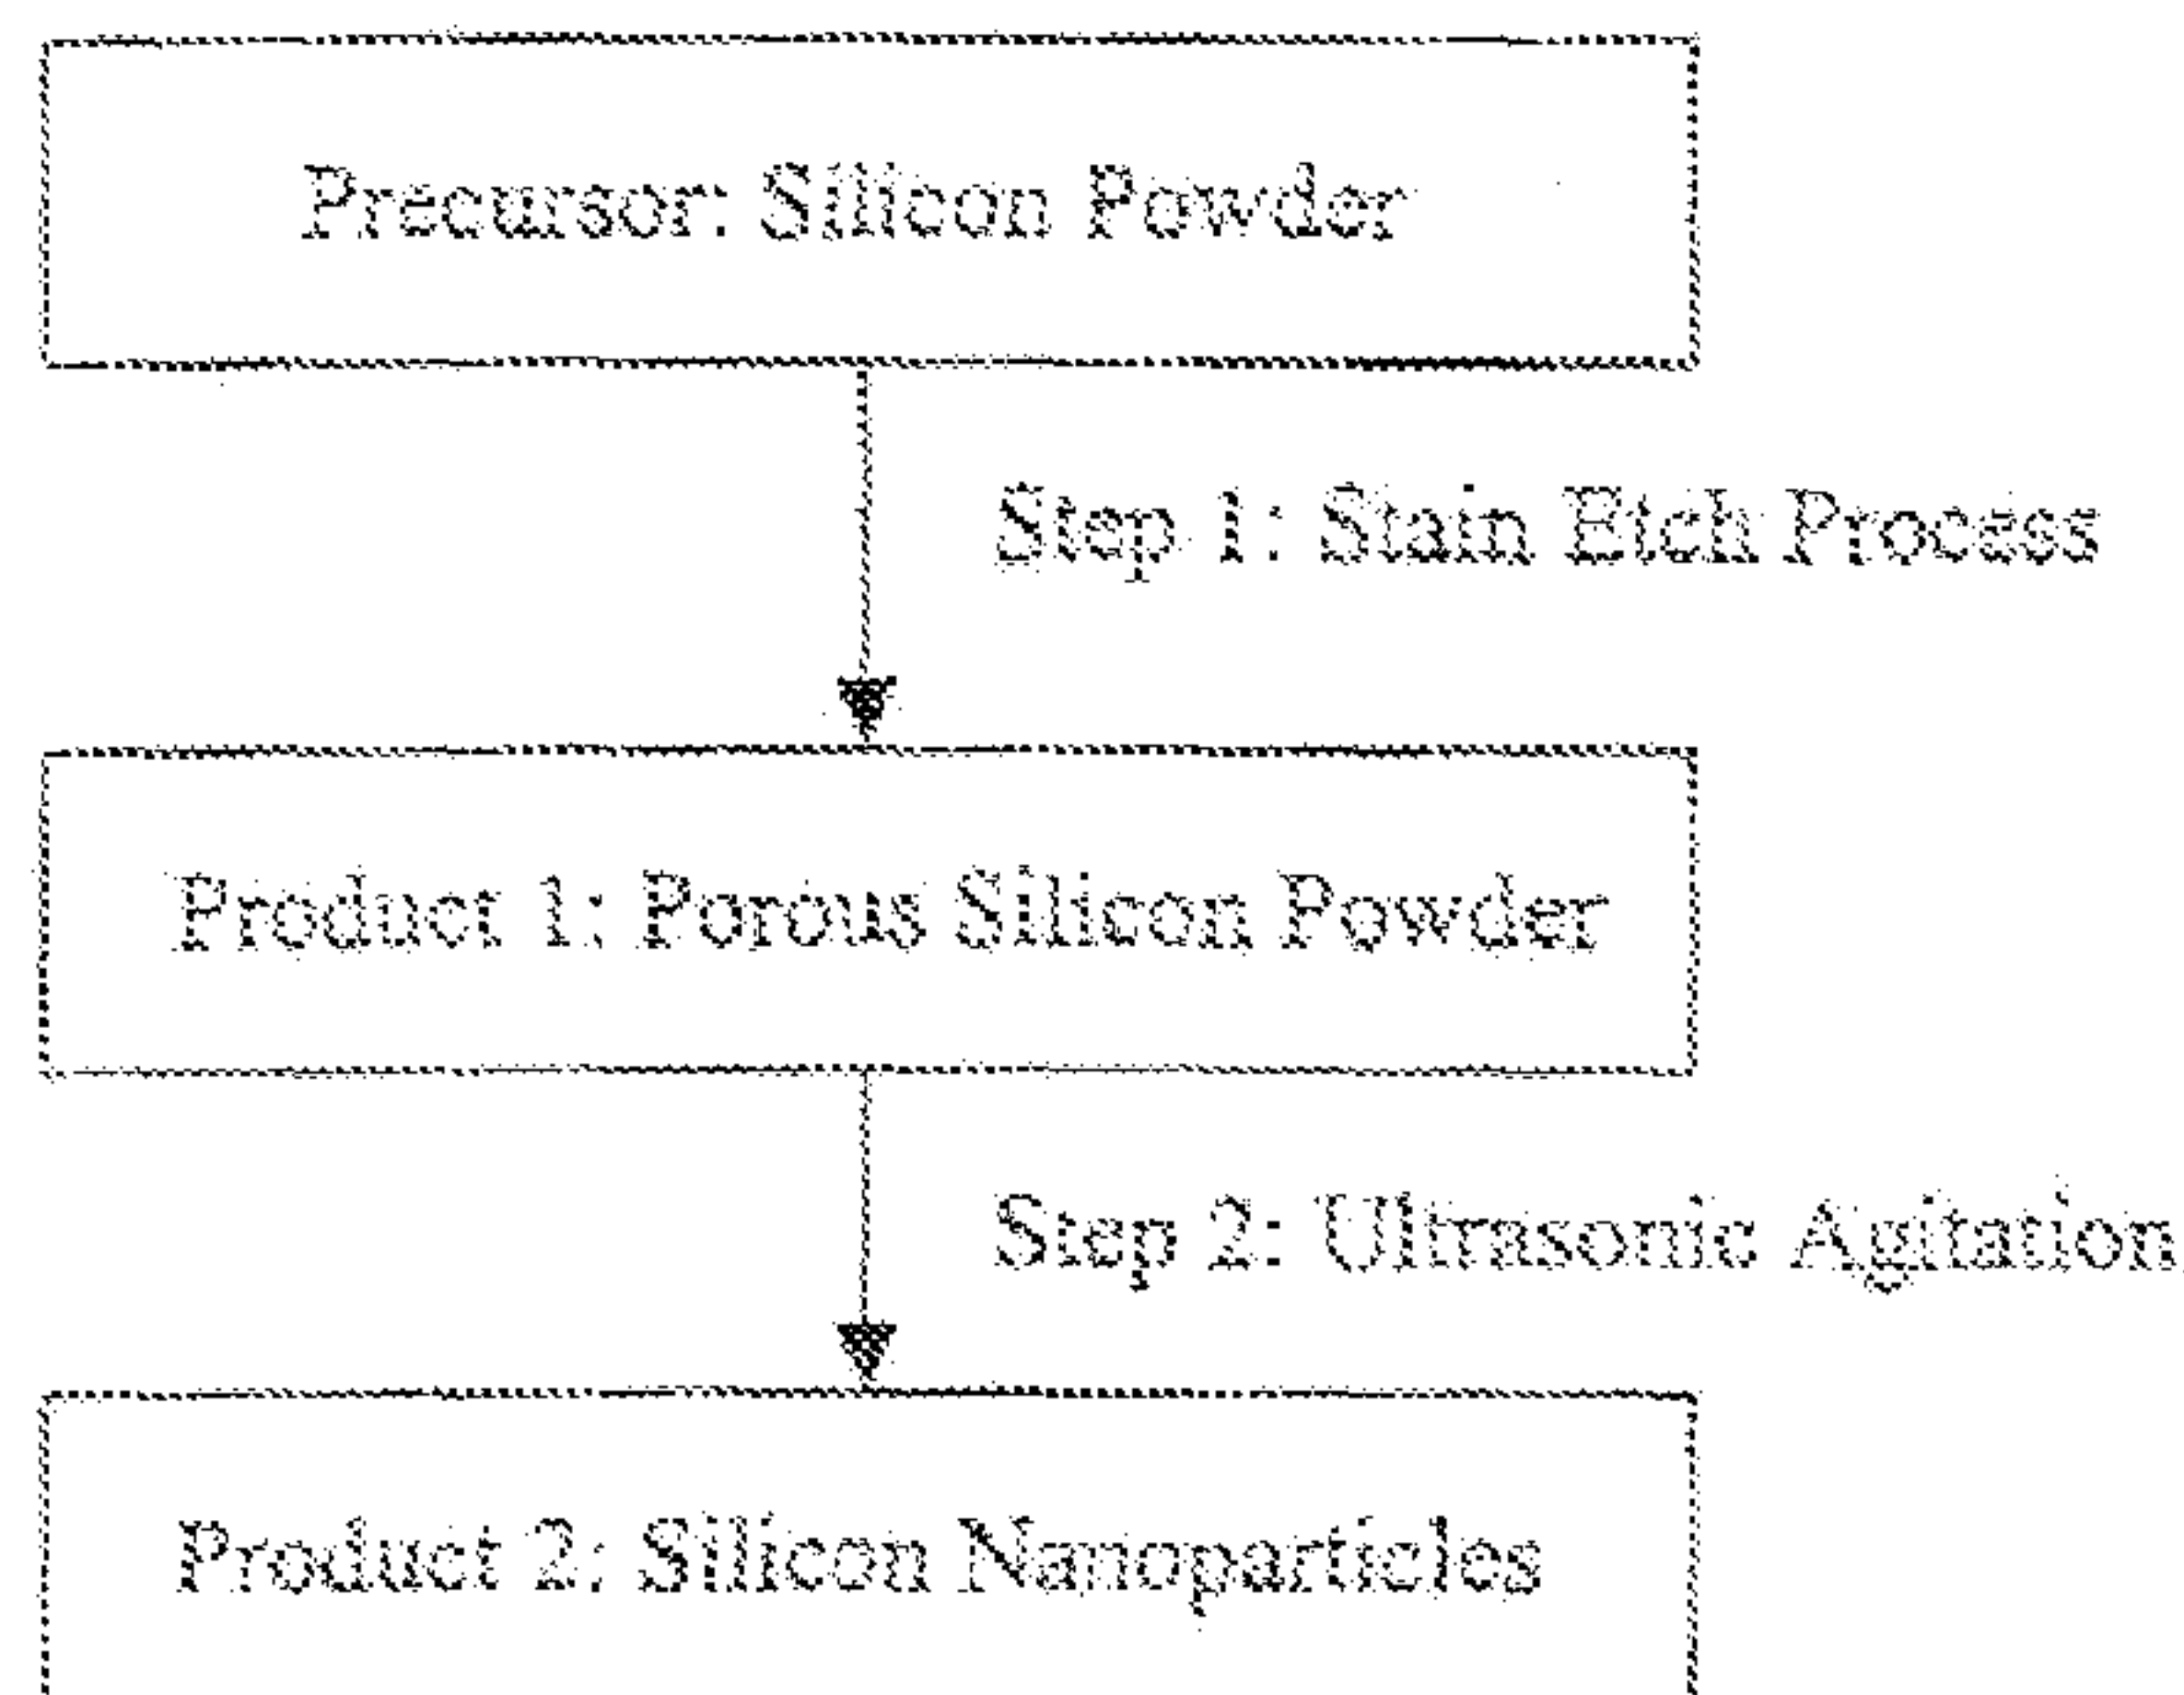 Precursor: Silicon Powder
Step 1: Stain Etch Process
Product 1: Porous Silicon Powder
Step 2: Ultrasonic Agitation
Product 2: Silicon Nanoparticles